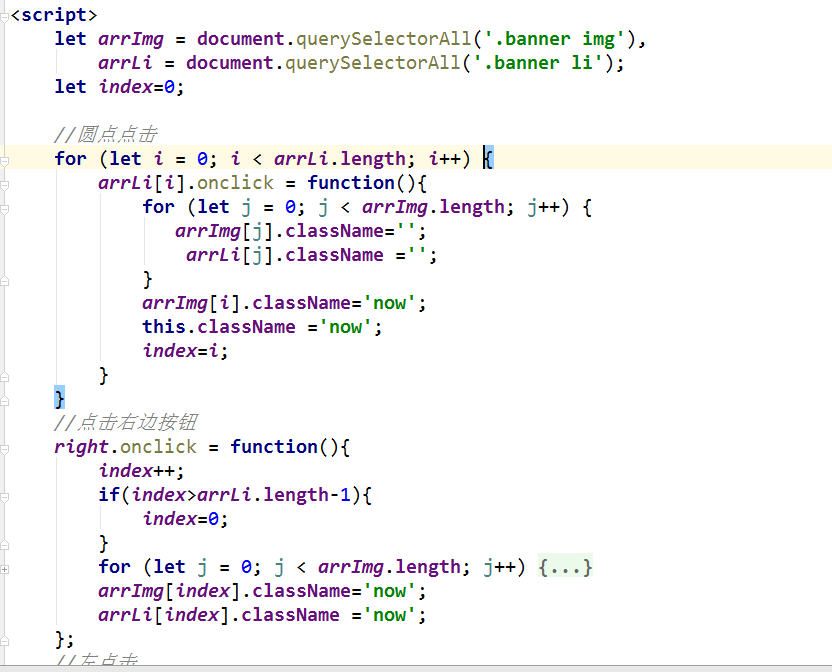 <script>
let arrImg = document.querySelectorAll('.banner img'),
arrLi = document.querySelectorAll('.banner li');
let index=0;
//圆点点击
for (let i = 0; i < arrLi.length; i++) {
arrLi[i].onclick = function(){
for (let j = 0; j < arrImg.length; j++) {
arrImg[j].className='';
arrLi[j].className ='';
}
arrImg[i].className='now';
this.className ='now';
index=i;
}
}
//点击右边按钮
right.onclick = function(){
index++;
if(index>arrLi.length-1){
index=0;
}
for (let j = 0; j < arrImg.length; j++) {...}
arrImg[index].className='now';
arrLi[index].className ='now';
};
//左点击